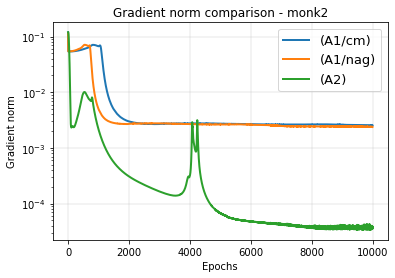 Gradient norm comparison - monk2
(A1/cm)
(A1/nag)
(A2)
Gradient norm
10⁻¹
10⁻²
10⁻³
10⁻⁴
0 2000 4000 6000 8000 10000
Epochs